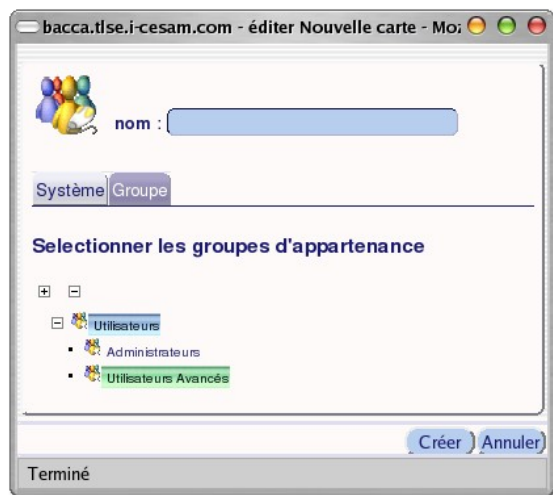 bacca.tlse.i-cesam.com - éditer Nouvelle carte - Moz
nom :
Système Groupe
Selectionner les groupes d'appartenance
Utilisateurs
Administrateurs
Utilisateurs Avancés
Créer Annuler
Terminé